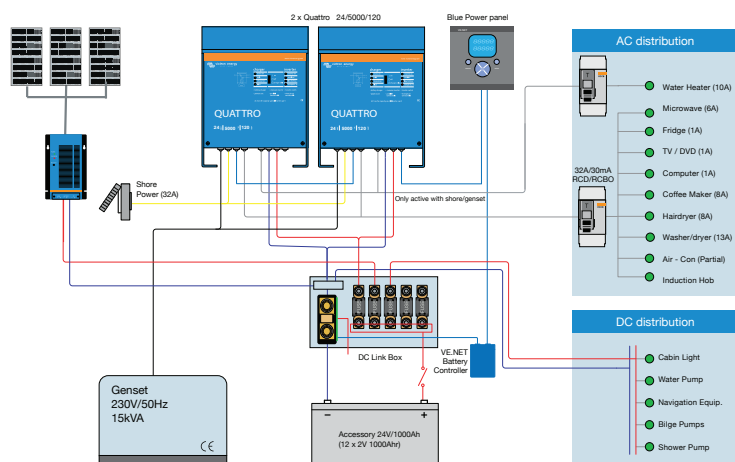 2 x Quattro 24/5000/120
Blue Power panel
AC distribution
Water Heater (10A)
Microwave (6A)
Fridge (1A)
TV / DVD (1A)
Computer (1A)
Coffee Maker (8A)
Hairdryer (8A)
Washer/dryer (13A)
Air - Con (Partial)
Induction Hob
32A/30mA
RCD/RCBO
QUATTRO
QUATTRO
Shore
Power (32A)
Only active with shore/genset
DC Link Box
VE.NET
Battery
Controller
DC distribution
Cabin Light
Water Pump
Navigation Equip.
Bilge Pumps
Shower Pump
Genset
230V/50Hz
15kVA
CE
− +
Accessory 24V/1000Ah
(12 x 2V 1000Ahr)